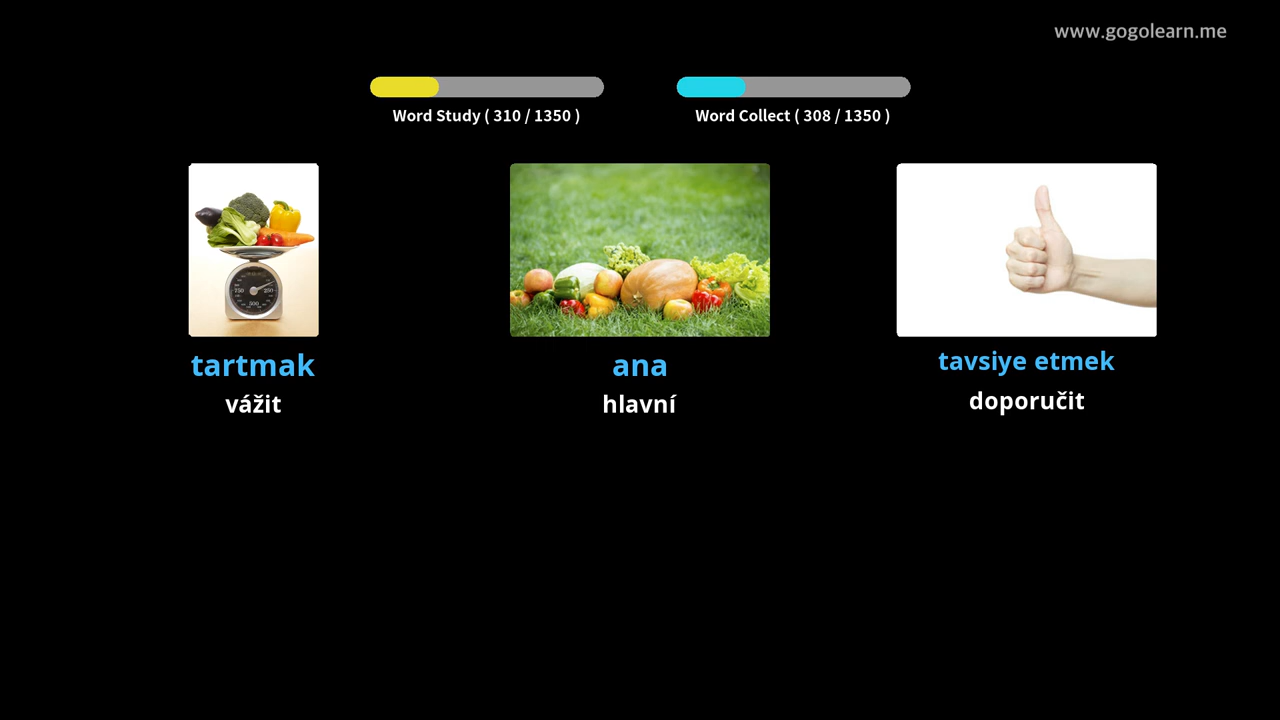 www.gogolearn.me
Word Study ( 310 / 1350 )
Word Collect ( 308 / 1350 )
tartmak
vážit
ana
hlavní
tavsiye etmek
doporučit